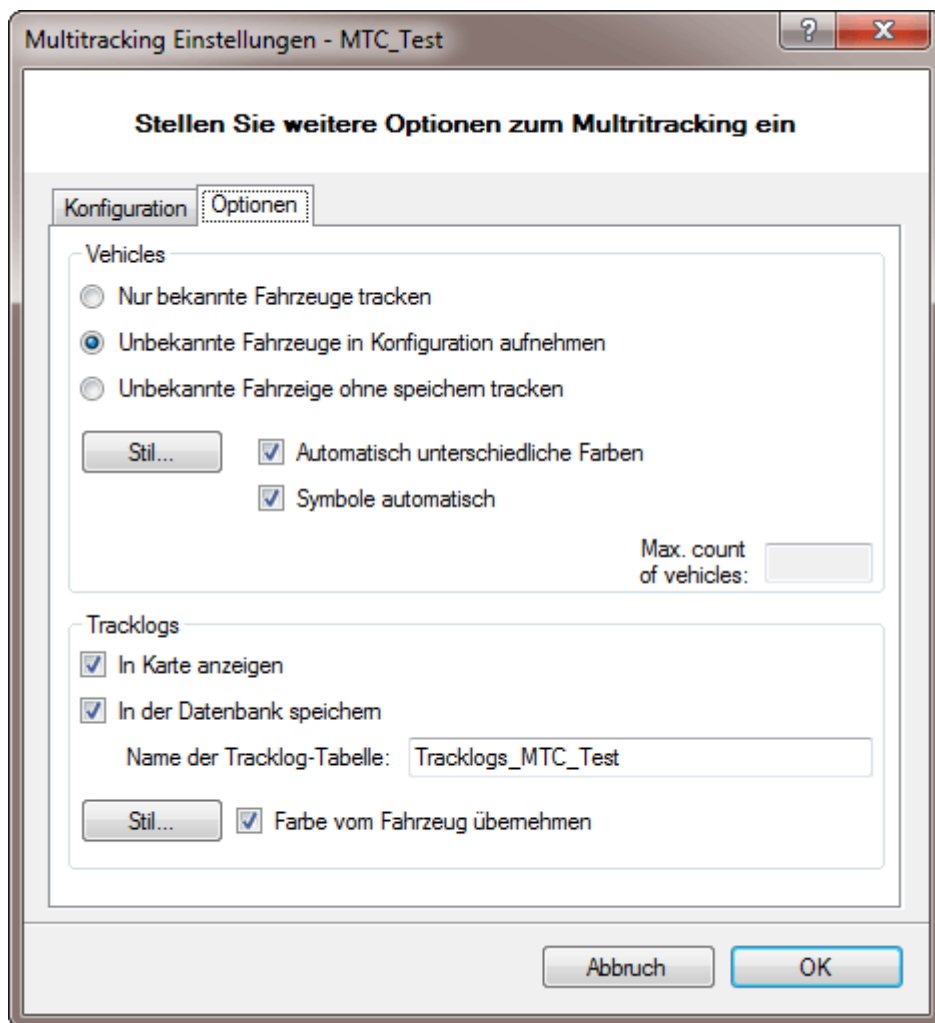 Multitracking Einstellungen - MTC_Test
?
Stellen Sie weitere Optionen zum Multritracking ein
Konfiguration
Optionen
Vehicles
Nur bekannte Fahrzeuge tracken
Unbekannte Fahrzeuge in Konfiguration aufnehmen
Unbekannte Fahrzeige ohne speichern tracken
Stil...
Automatisch unterschiedliche Farben
Symbole automatisch
Max. count
of vehicles:
Tracklogs
In Karte anzeigen
In der Datenbank speichern
Name der Tracklog-Tabelle: Tracklogs_MTC_Test
Stil...
Farbe vom Fahrzeug übernehmen
Abbruch
OK